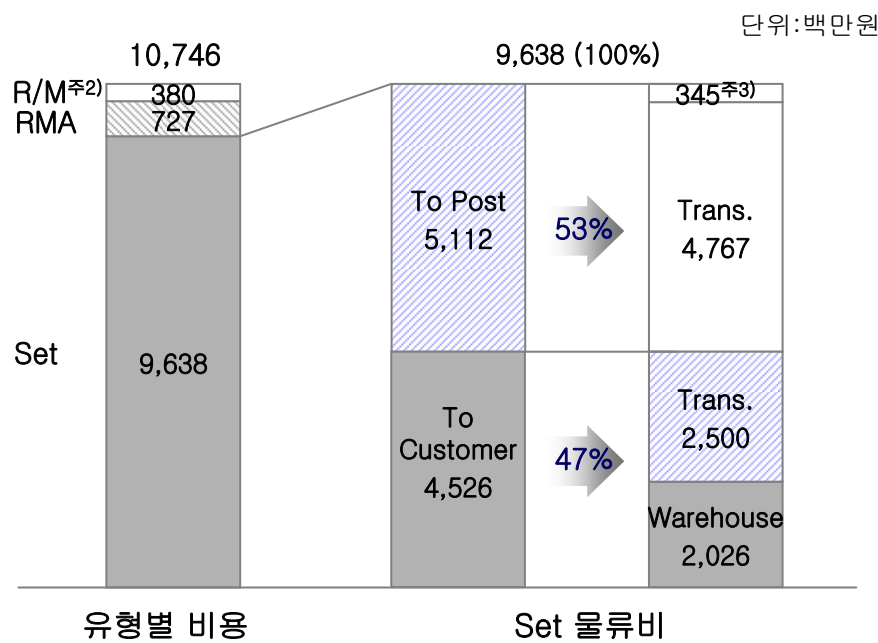 단위:백만원
10,746
9,638 (100%)
R/M주2)
380
345주3)
RMA
727
To Post
5,112
53%
Trans.
4,767
Set
9,638
To
Customer
4,526
47%
Trans.
2,500
Warehouse
2,026
유형별 비용
Set 물류비